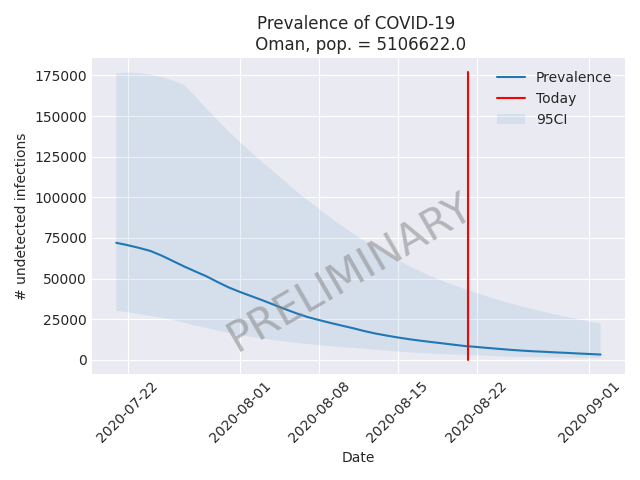 Prevalence of COVID-19
Oman, pop. = 5106622.0
175000
150000
125000
100000
75000
50000
25000
0
# undetected infections
Prevalence
Today
95CI
PRELIMINARY
2020-07-22
2020-08-01
2020-08-08
2020-08-15
2020-08-22
2020-09-01
Date